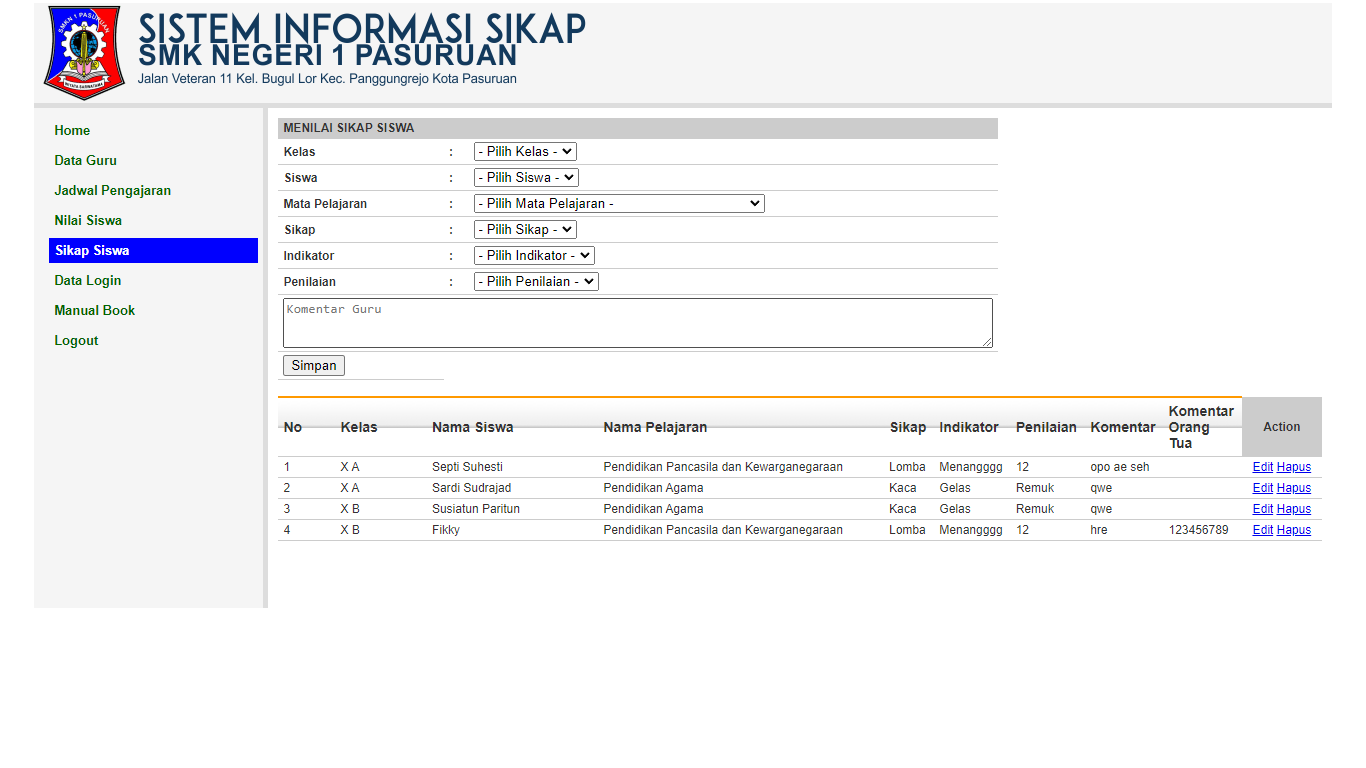 SMKN 1 PASURUAN
WIYATA SARWATAMA
SISTEM INFORMASI SIKAP
SMK NEGERI 1 PASURUAN
Jalan Veteran 11 Kel. Bugul Lor Kec. Panggungrejo Kota Pasuruan
Home
Data Guru
Jadwal Pengajaran
Nilai Siswa
Sikap Siswa
Data Login
Manual Book
Logout
MENILAI SIKAP SISWA
Kelas : - Pilih Kelas -
Siswa : - Pilih Siswa -
Mata Pelajaran : - Pilih Mata Pelajaran -
Sikap : - Pilih Sikap -
Indikator : - Pilih Indikator -
Penilaian : - Pilih Penilaian -
Komentar Guru
Simpan
No Kelas Nama Siswa Nama Pelajaran Sikap Indikator Penilaian Komentar Komentar Orang Tua Action
1 X A Septi Suhesti Pendidikan Pancasila dan Kewarganegaraan Lomba Menangggg 12 opo ae seh Edit Hapus
2 X A Sardi Sudrajad Pendidikan Agama Kaca Gelas Remuk qwe Edit Hapus
3 X B Susiatun Paritun Pendidikan Agama Kaca Gelas Remuk qwe Edit Hapus
4 X B Fikky Pendidikan Pancasila dan Kewarganegaraan Lomba Menangggg 12 hre 123456789 Edit Hapus